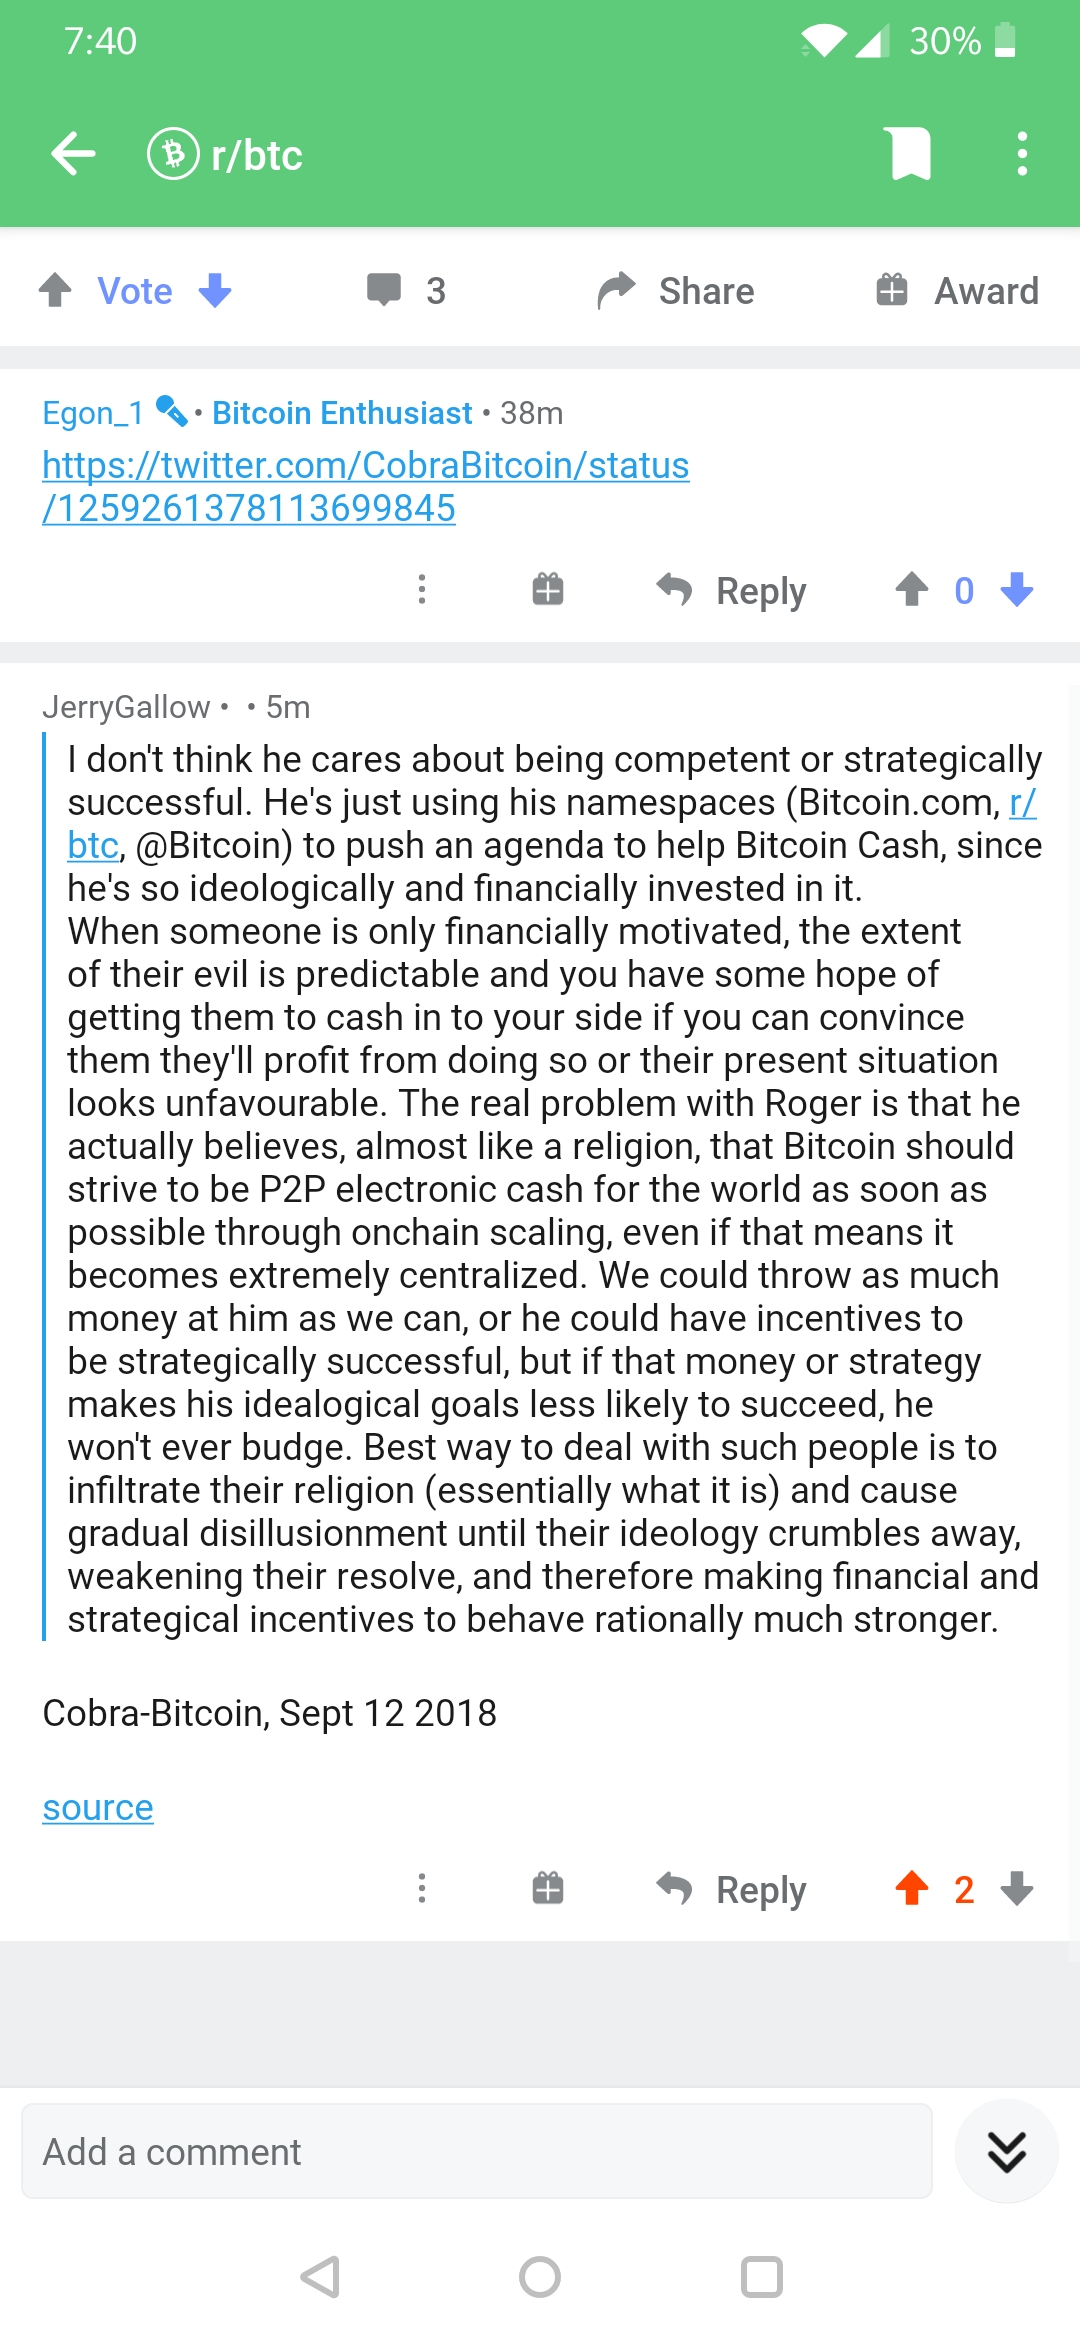 7:40
30%
r/btc
Vote
3
Share
Award
Egon_1 • Bitcoin Enthusiast • 38m
https://twitter.com/CobraBitcoin/status
/1259261378113699845
Reply
0
JerryGallow • • 5m
I don't think he cares about being competent or strategically
successful. He's just using his namespaces (Bitcoin.com, r/
btc, @Bitcoin) to push an agenda to help Bitcoin Cash, since
he's so ideologically and financially invested in it.
When someone is only financially motivated, the extent
of their evil is predictable and you have some hope of
getting them to cash in to your side if you can convince
them they'll profit from doing so or their present situation
looks unfavourable. The real problem with Roger is that he
actually believes, almost like a religion, that Bitcoin should
strive to be P2P electronic cash for the world as soon as
possible through onchain scaling, even if that means it
becomes extremely centralized. We could throw as much
money at him as we can, or he could have incentives to
be strategically successful, but if that money or strategy
makes his idealogical goals less likely to succeed, he
won't ever budge. Best way to deal with such people is to
infiltrate their religion (essentially what it is) and cause
gradual disillusionment until their ideology crumbles away,
weakening their resolve, and therefore making financial and
strategical incentives to behave rationally much stronger.
Cobra-Bitcoin, Sept 12 2018
source
Reply
2
Add a comment